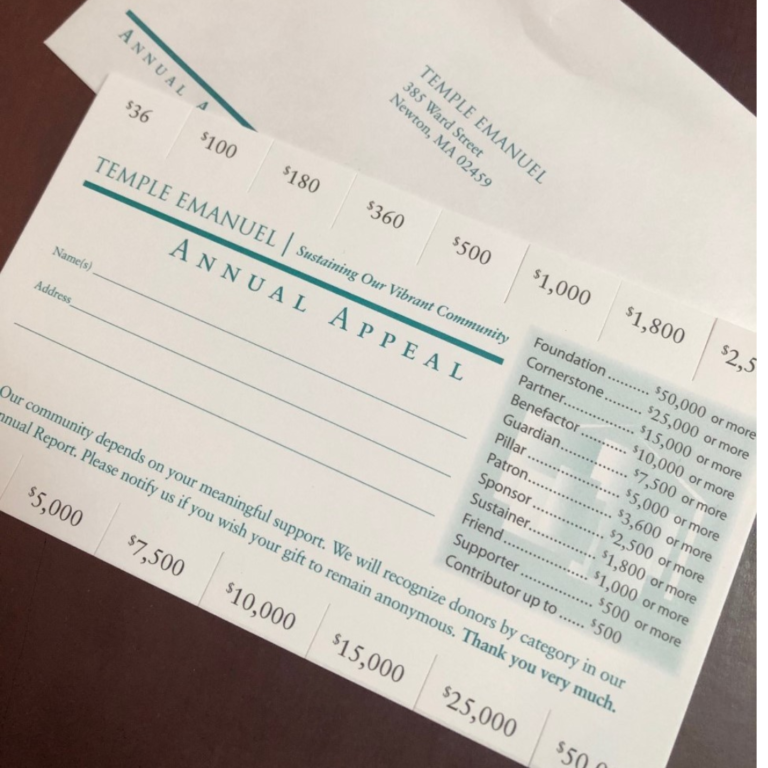 ANNUAL A
TEMPLE EMANUEL
385 Ward Street
Newton, MA 02459
$36
$100
$180
$360
$500
$1,000
$1,800
$2,5
TEMPLE EMANUEL | Sustaining Our Vibrant Community
ANNUAL APPEAL
Name(s)
Address
Foundation.......... $50,000 or more
Cornerstone........ $25,000 or more
Partner............... $15,000 or more
Benefactor.......... $10,000 or more
Guardian.............. $7,500 or more
Pillar.................... $5,000 or more
Patron.................. $3,600 or more
Sponsor............... $2,500 or more
Sustainer.............. $1,800 or more
Friend.................. $1,000 or more
Supporter............... $500 or more
Contributor up to ...... $500
Our community depends on your meaningful support. We will recognize donors by category in our
nnual Report. Please notify us if you wish your gift to remain anonymous. Thank you very much.
$5,000
$7,500
$10,000
$15,000
$25,000
$50,0